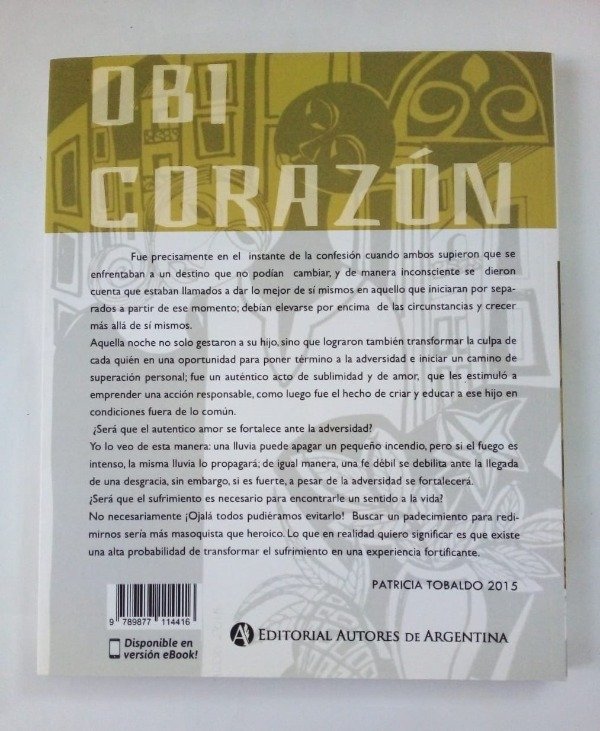 OBI
CORAZÓN
Fue precisamente en el instante de la confesión cuando ambos supieron que se
enfrentaban a un destino que no podían cambiar, y de manera inconsciente se dieron
cuenta que estaban llamados a dar lo mejor de sí mismos en aquello que iniciaran por sepa-
rados a partir de ese momento; debían elevarse por encima de las circunstancias y crecer
más allá de sí mismos.
Aquella noche no solo gestaron a su hijo, sino que lograron también transformar la culpa de
cada quién en una oportunidad para poner término a la adversidad e iniciar un camino de
superación personal; fue un auténtico acto de sublimidad y de amor, que les estimuló a
emprender una acción responsable, como luego fue el hecho de criar y educar a ese hijo en
condiciones fuera de lo común.
¿Será que el autentico amor se fortalece ante la adversidad?
Yo lo veo de esta manera: una lluvia puede apagar un pequeño incendio, pero si el fuego es
intenso, la misma lluvia lo propagará; de igual manera, una fe débil se debilita ante la llegada
de una desgracia, sin embargo, si es fuerte, a pesar de la adversidad se fortalecerá.
¿Será que el sufrimiento es necesario para encontrarle un sentido a la vida?
No necesariamente ¡Ojalá todos pudiéramos evitarlo! Buscar un padecimiento para redi-
mirnos sería más masoquista que heroico. Lo que en realidad quiero significar es que existe
una alta probabilidad de transformar el sufrimiento en una experiencia fortificante.
PATRICIA TOBALDO 2015
9 789877 114416
Disponible en
versión eBook!
A EDITORIAL AUTORES DE ARGENTINA